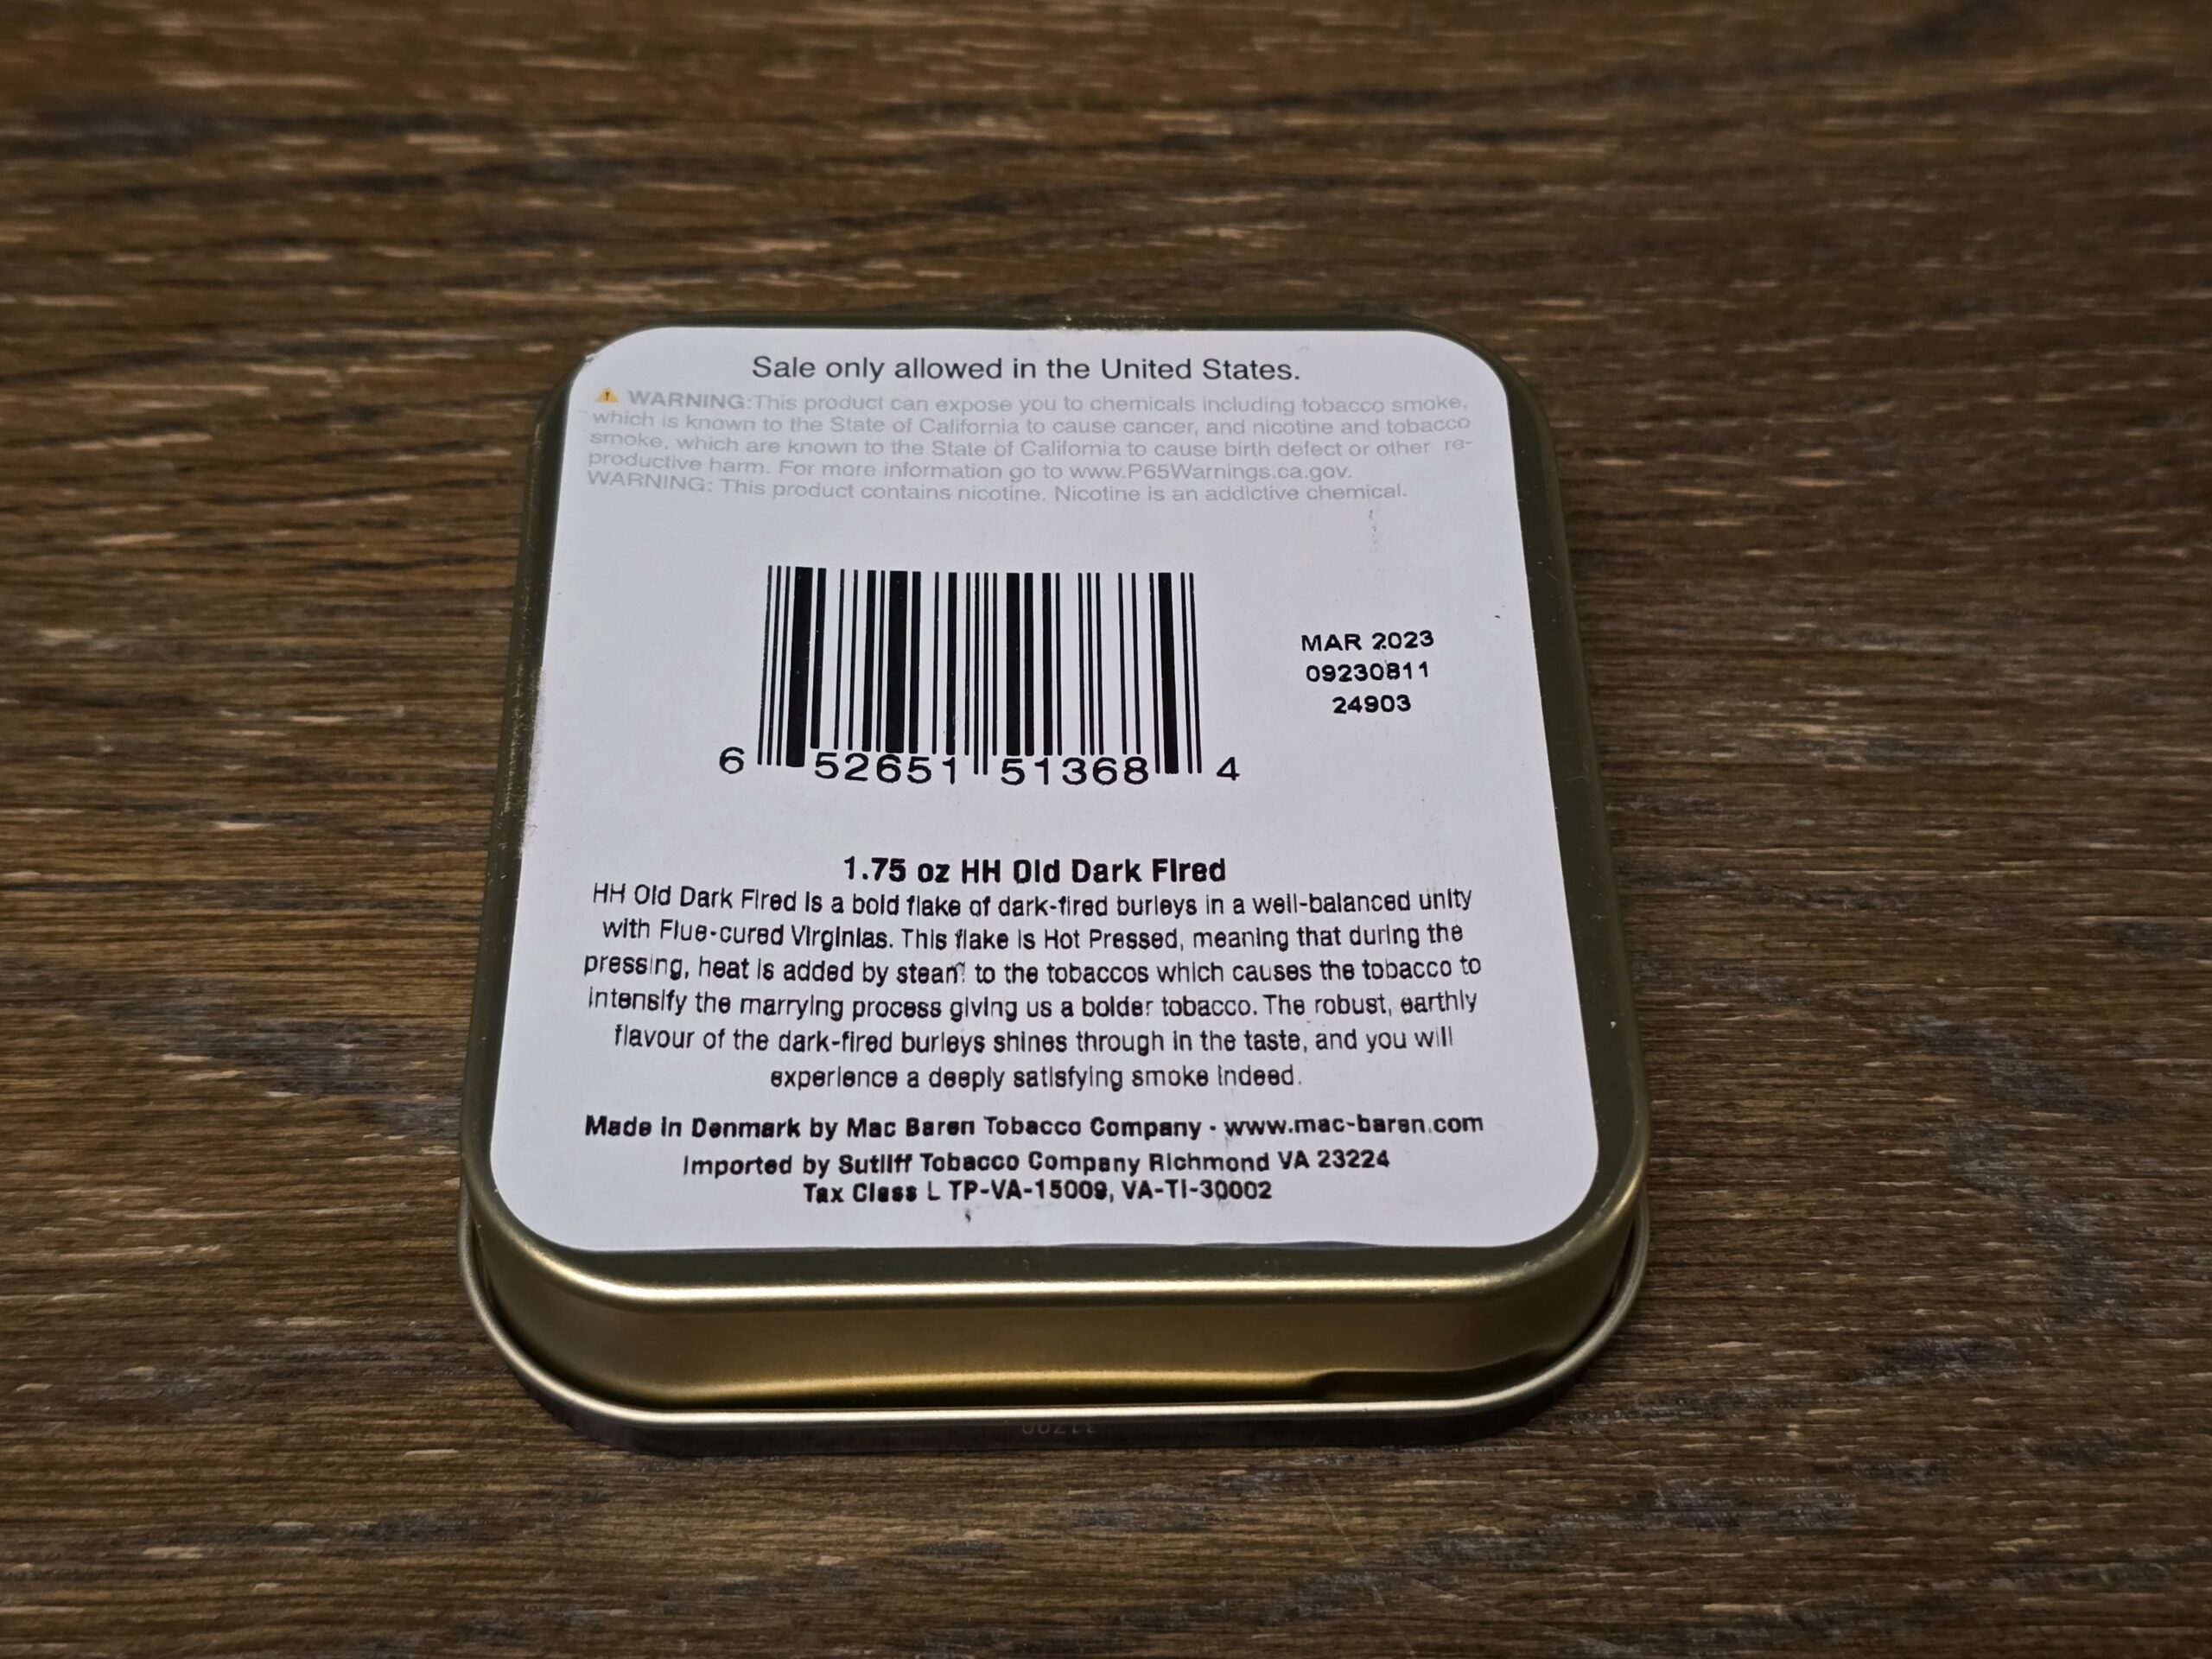 Sale only allowed in the United States.
⚠ WARNING:This product can expose you to chemicals including tobacco smoke,
which is known to the State of California to cause cancer, and nicotine and tobacco
smoke, which are known to the State of California to cause birth defect or other re-
productive harm. For more information go to www.P65Warnings.ca.gov.
WARNING: This product contains nicotine. Nicotine is an addictive chemical.
MAR 2023
09230811
24903
6 52651 51368 4
1.75 oz HH Old Dark Fired
HH Old Dark Fired is a bold flake of dark-fired burleys in a well-balanced unity
with Flue-cured Virginias. This flake is Hot Pressed, meaning that during the
pressing, heat is added by steam to the tobaccos which causes the tobacco to
intensify the marrying process giving us a bolder tobacco. The robust, earthly
flavour of the dark-fired burleys shines through in the taste, and you will
experience a deeply satisfying smoke indeed.
Made in Denmark by Mac Baren Tobacco Company · www.mac-baren.com
Imported by Sutliff Tobacco Company Richmond VA 23224
Tax Class L TP-VA-15009, VA-TI-30002